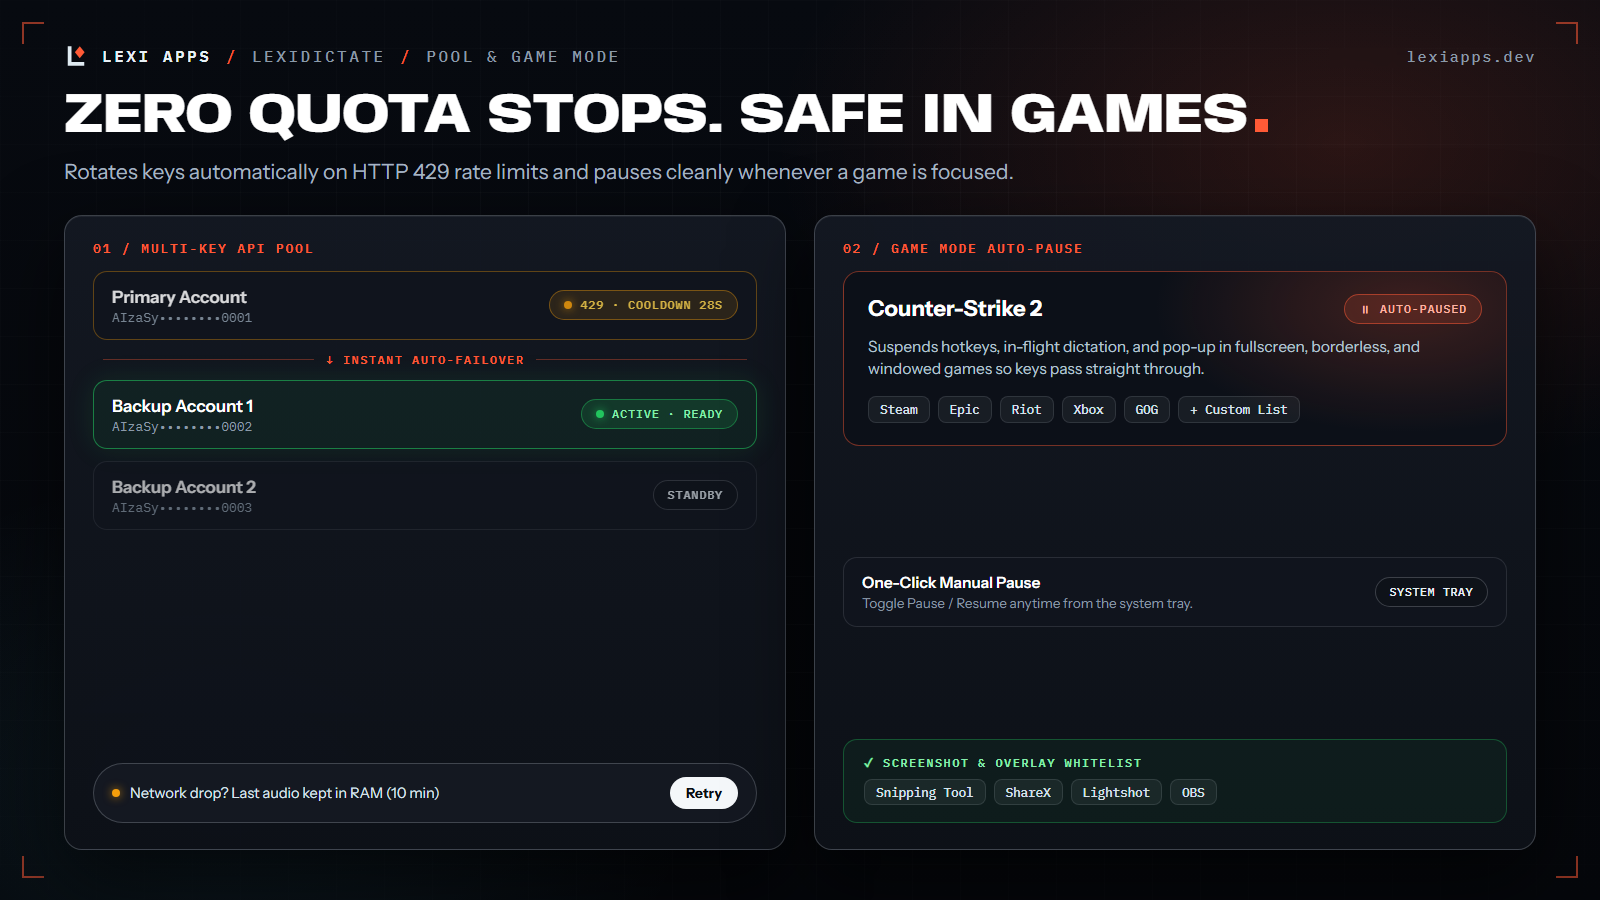 LEXI APPS / LEXIDICTATE / POOL & GAME MODE
lexiapps.dev
ZERO QUOTA STOPS. SAFE IN GAMES.
Rotates keys automatically on HTTP 429 rate limits and pauses cleanly whenever a game is focused.
01 / MULTI-KEY API POOL
Primary Account
AIzaSy••••••••0001
429 · COOLDOWN 28S
↓ INSTANT AUTO-FAILOVER
Backup Account 1
AIzaSy••••••••0002
ACTIVE · READY
Backup Account 2
AIzaSy••••••••0003
STANDBY
Network drop? Last audio kept in RAM (10 min)
Retry
02 / GAME MODE AUTO-PAUSE
Counter-Strike 2
⏸ AUTO-PAUSED
Suspends hotkeys, in-flight dictation, and pop-up in fullscreen, borderless, and
windowed games so keys pass straight through.
Steam Epic Riot Xbox GOG + Custom List
One-Click Manual Pause
Toggle Pause / Resume anytime from the system tray.
SYSTEM TRAY
✓ SCREENSHOT & OVERLAY WHITELIST
Snipping Tool ShareX Lightshot OBS